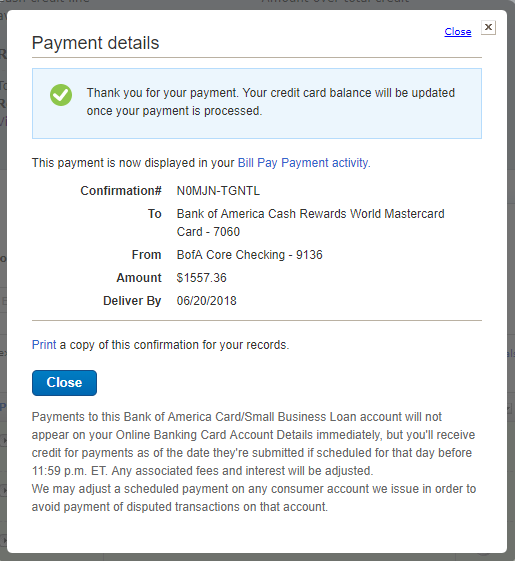 Cash credit line
Amount over total credit
Close
Payment details
Thank you for your payment. Your credit card balance will be updated
once your payment is processed.
This payment is now displayed in your Bill Pay Payment activity.
Confirmation# N0MJN-TGNTL
To Bank of America Cash Rewards World Mastercard
Card - 7060
From BofA Core Checking - 9136
Amount $1557.36
Deliver By 06/20/2018
Print a copy of this confirmation for your records.
Close
Payments to this Bank of America Card/Small Business Loan account will not
appear on your Online Banking Card Account Details immediately, but you'll receive
credit for payments as of the date they're submitted if scheduled for that day before
11:59 p.m. ET. Any associated fees and interest will be adjusted.
We may adjust a scheduled payment on any consumer account we issue in order to
avoid payment of disputed transactions on that account.